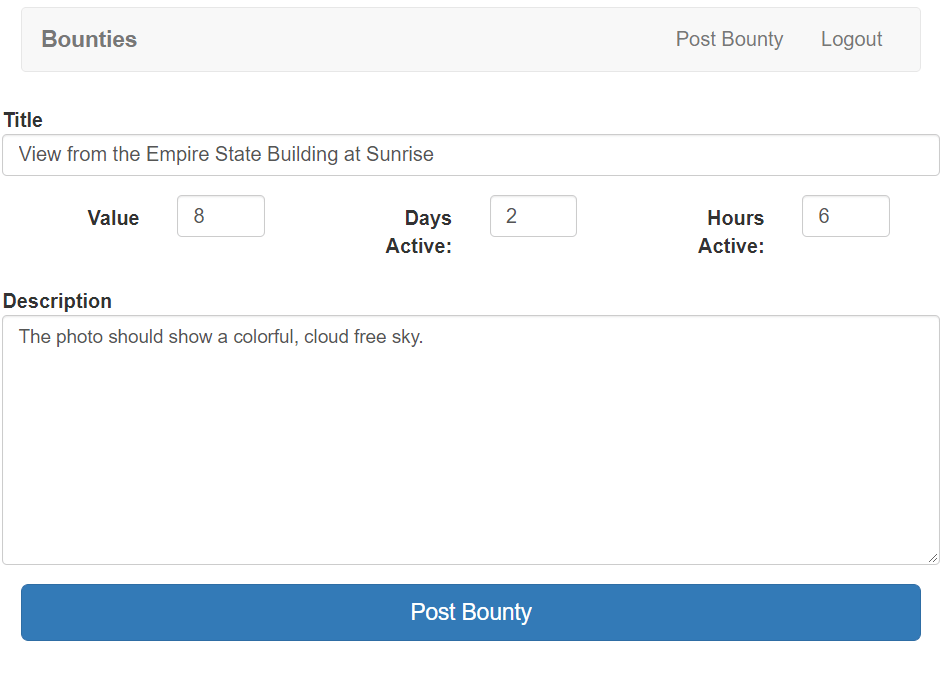 Bounties Post Bounty Logout
Title
View from the Empire State Building at Sunrise
Value 8 Days Active: 2 Hours Active: 6
Description
The photo should show a colorful, cloud free sky.
Post Bounty